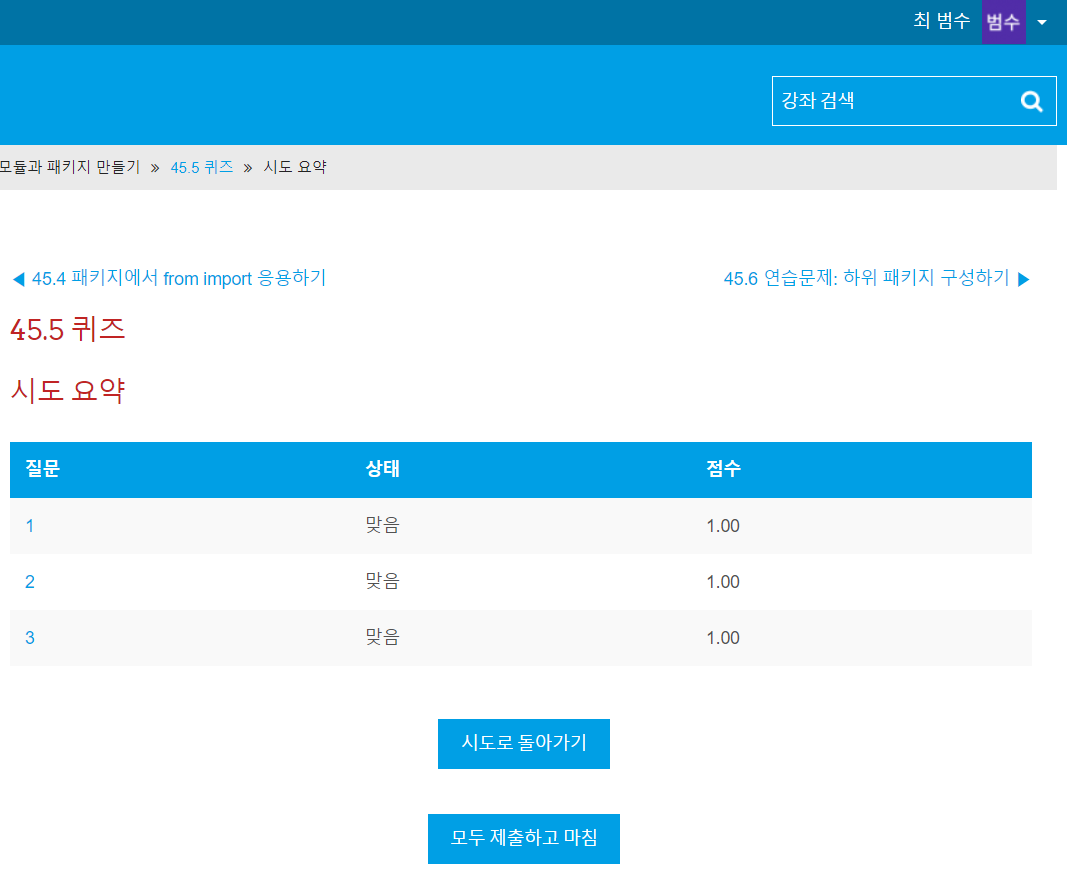 최 범수 범수
강좌 검색
모듈과 패키지 만들기 » 45.5 퀴즈 » 시도 요약
◀ 45.4 패키지에서 from import 응용하기 45.6 연습문제: 하위 패키지 구성하기 ▶
45.5 퀴즈
시도 요약
질문 상태 점수
1 맞음 1.00
2 맞음 1.00
3 맞음 1.00
시도로 돌아가기
모두 제출하고 마침